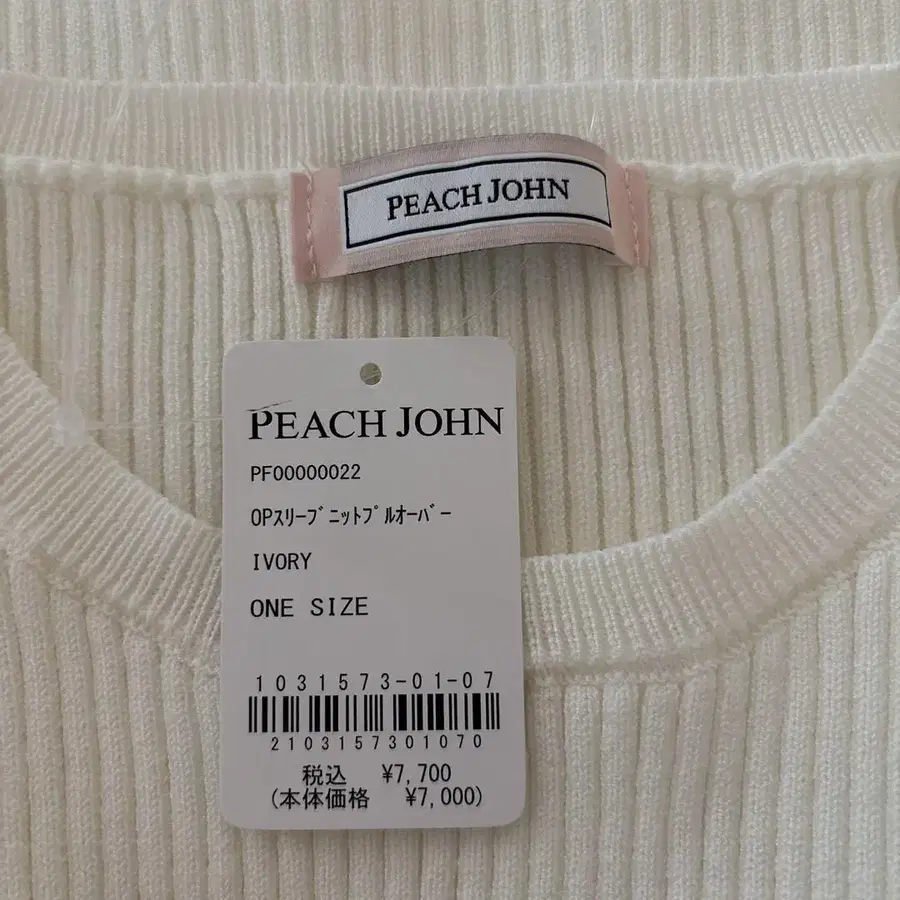 PEACH JOHN
PEACH JOHN
PF00000022
OPスリーブニットプルオーバー
IVORY
ONE SIZE
1031573-01-07
2103157301070
税込 ¥7,700
(本体価格 ¥7,000)